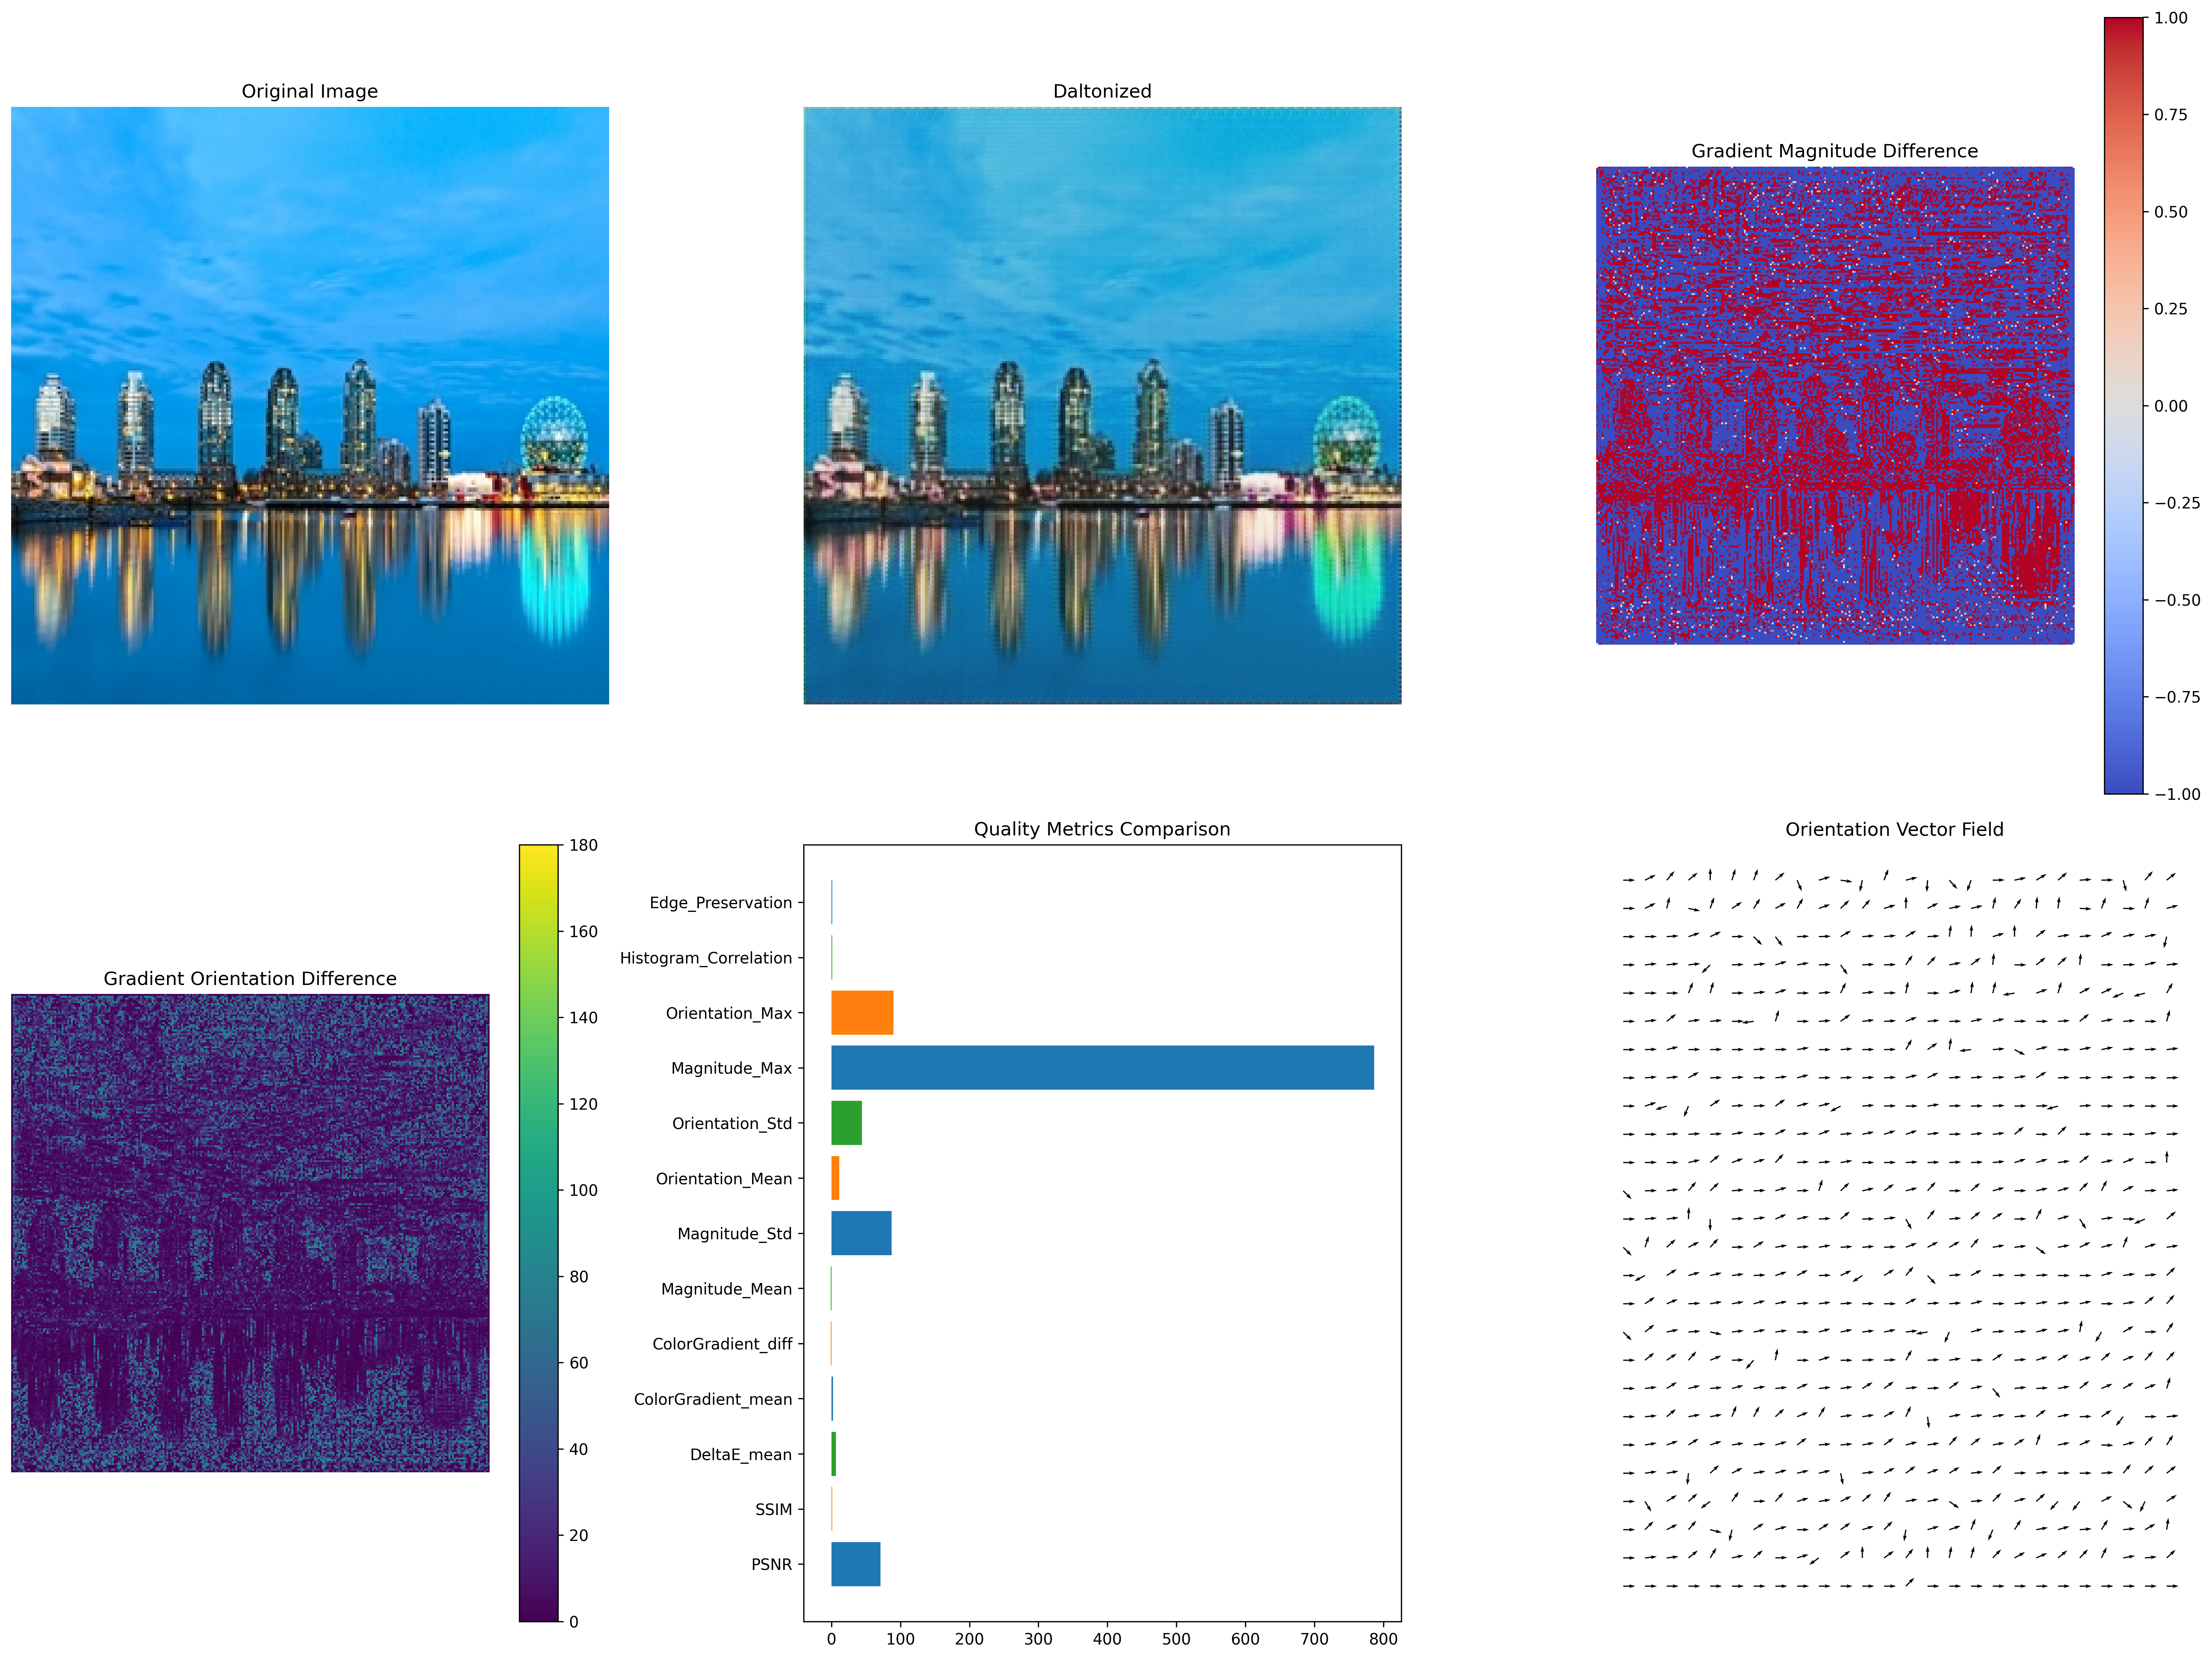 Original Image
Daltonized
Gradient Magnitude Difference
1.00
0.75
0.50
0.25
0.00
−0.25
−0.50
−0.75
−1.00
Gradient Orientation Difference
180
160
140
120
100
80
60
40
20
0
Quality Metrics Comparison
Edge_Preservation
Histogram_Correlation
Orientation_Max
Magnitude_Max
Orientation_Std
Orientation_Mean
Magnitude_Std
Magnitude_Mean
ColorGradient_diff
ColorGradient_mean
DeltaE_mean
SSIM
PSNR
0 100 200 300 400 500 600 700 800
Orientation Vector Field